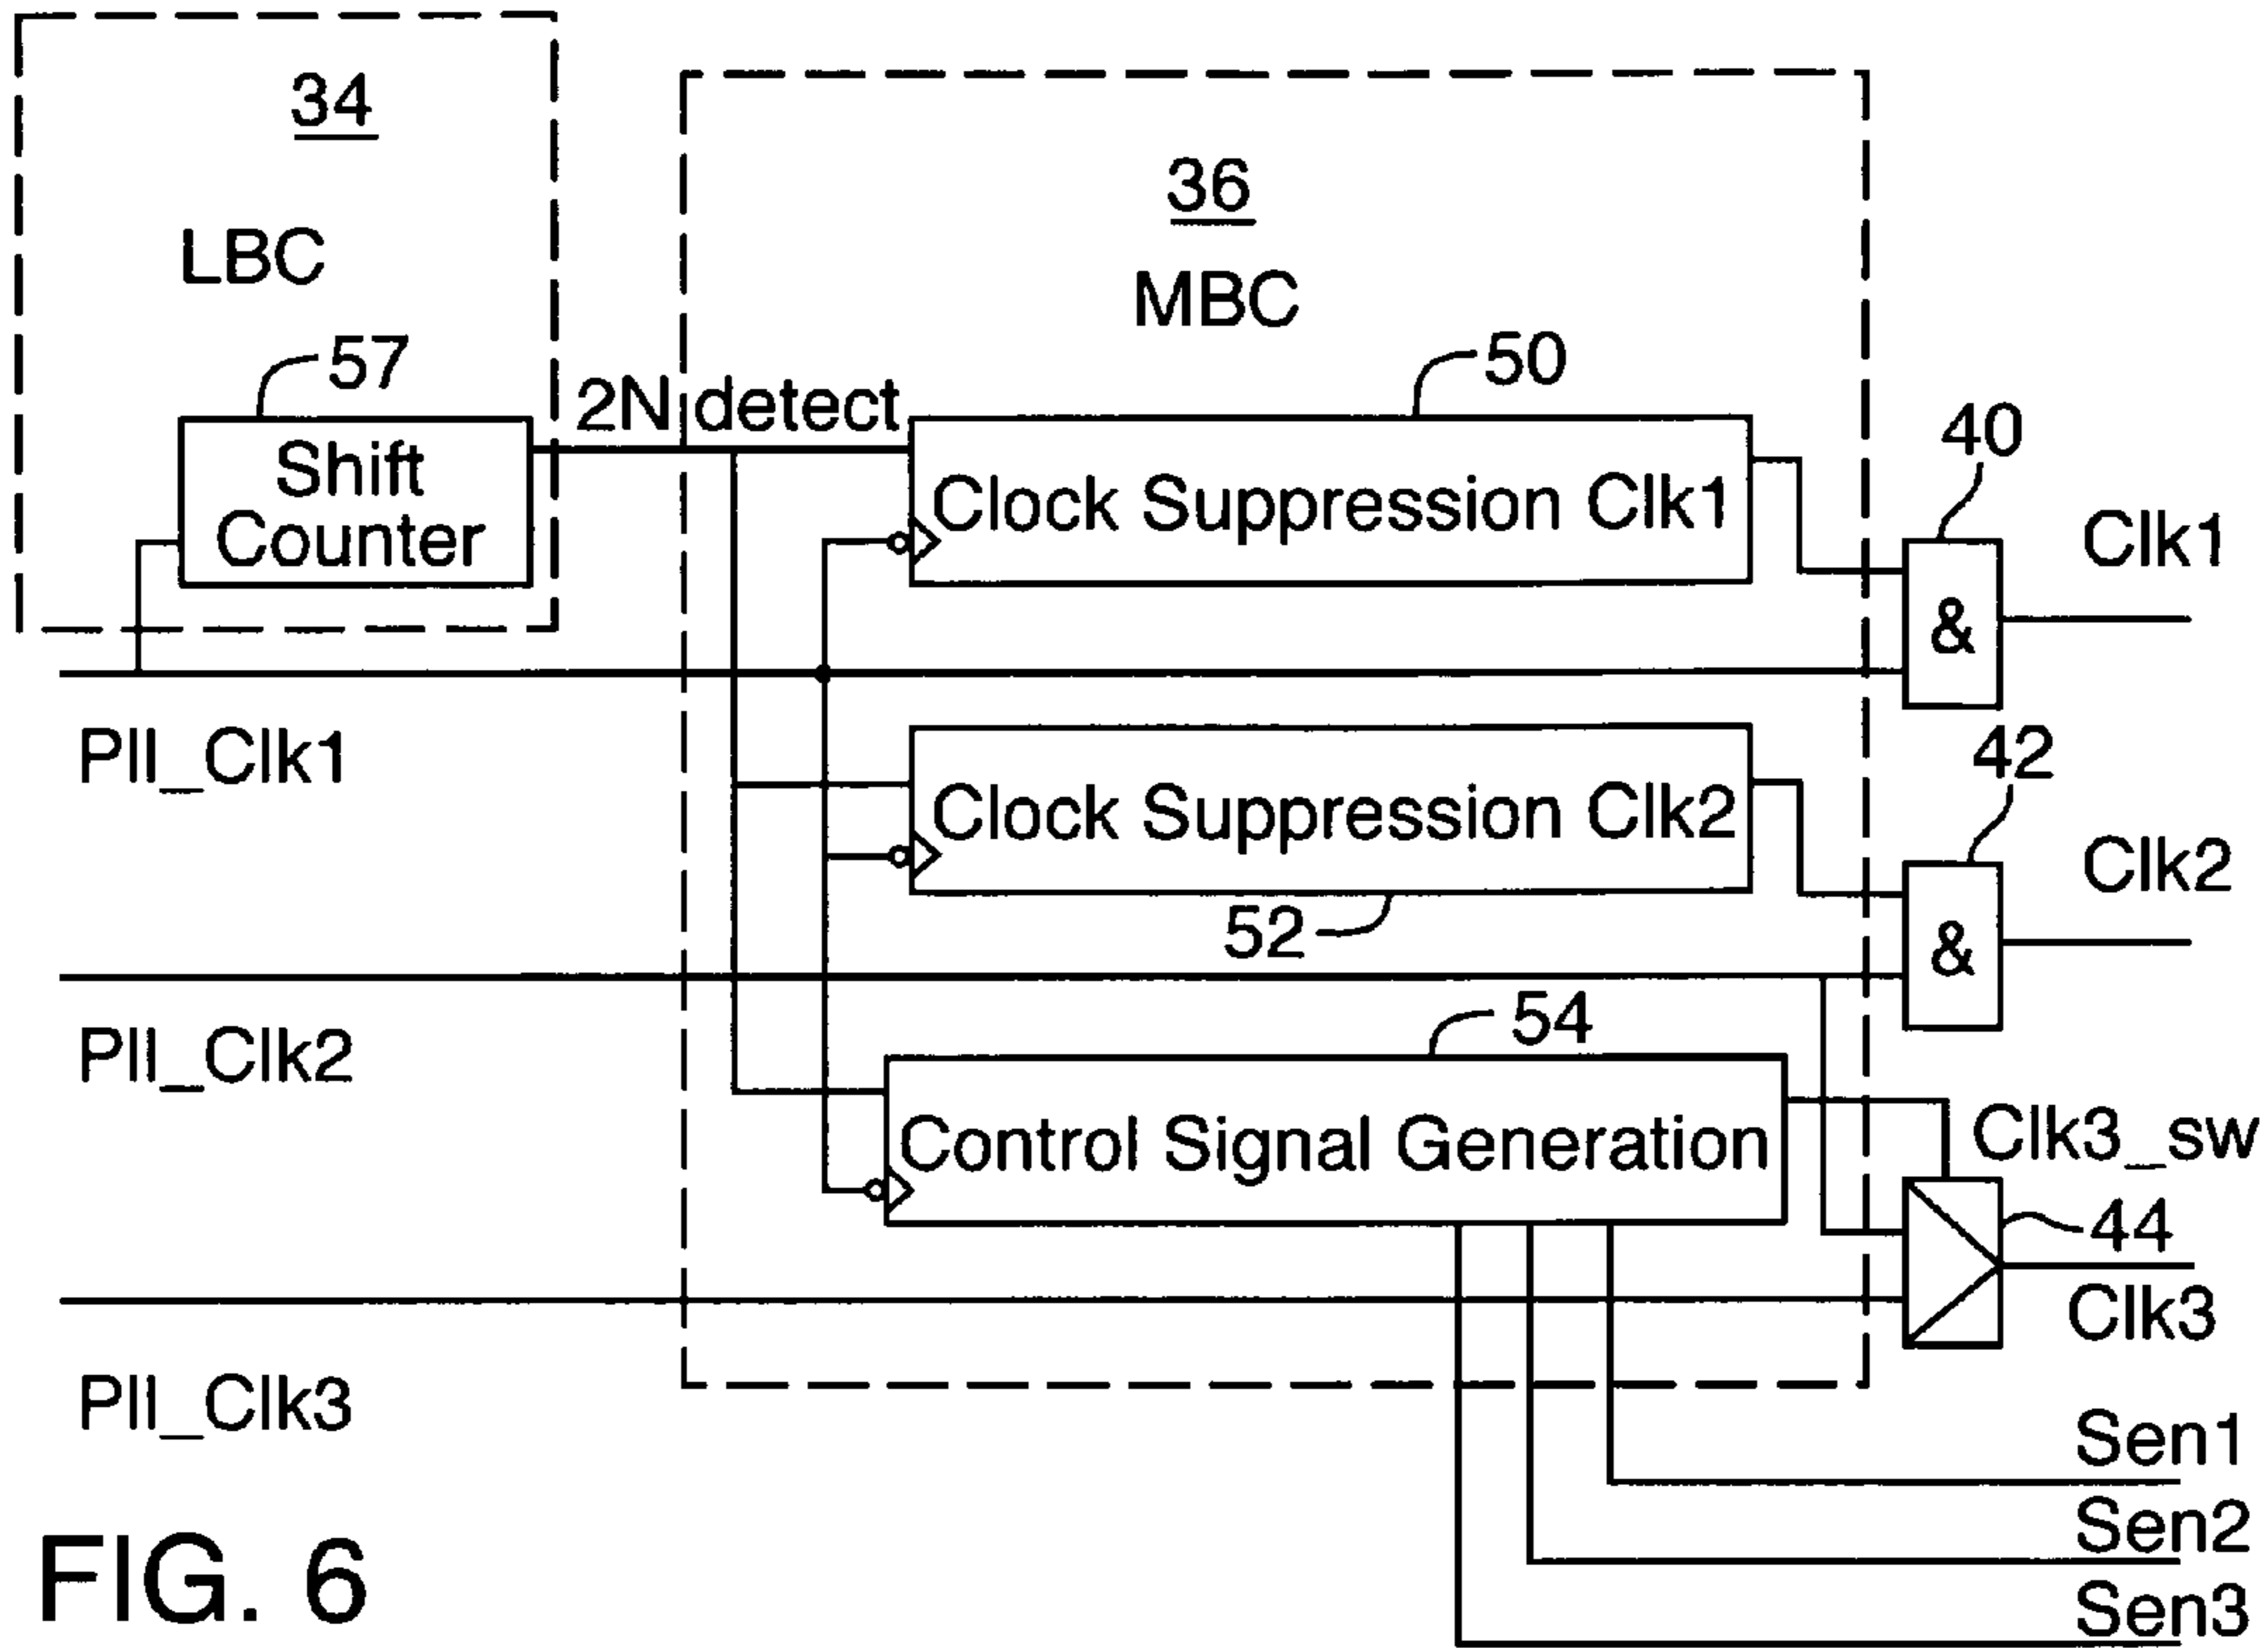 34
LBC
57
Shift
Counter
2N detect
36
MBC
50
Clock Suppression Clk1
40
&
Clk1
Pll_Clk1
Clock Suppression Clk2
52
42
&
Clk2
Pll_Clk2
54
Control Signal Generation
Clk3_sw
44
Clk3
Pll_Clk3
Sen1
Sen2
Sen3
FIG. 6